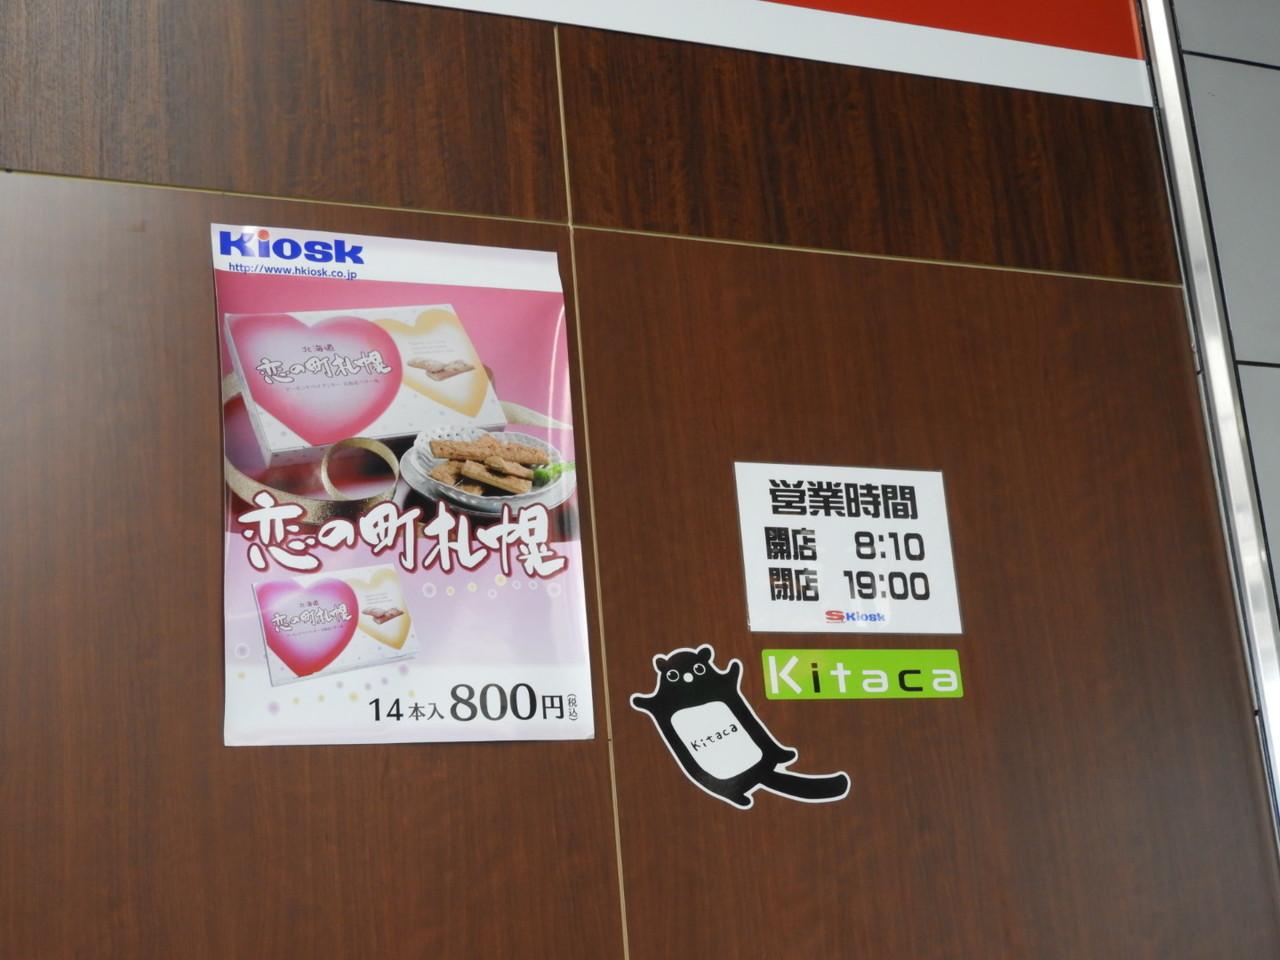 Kiosk
http://www.hkiosk.co.jp
北海道
恋の町札幌
恋の町札幌
北海道
恋の町札幌
14本入800円(税込)
営業時間
開店 8:10
閉店 19:00
S Kiosk
Kitaca
Kitaca